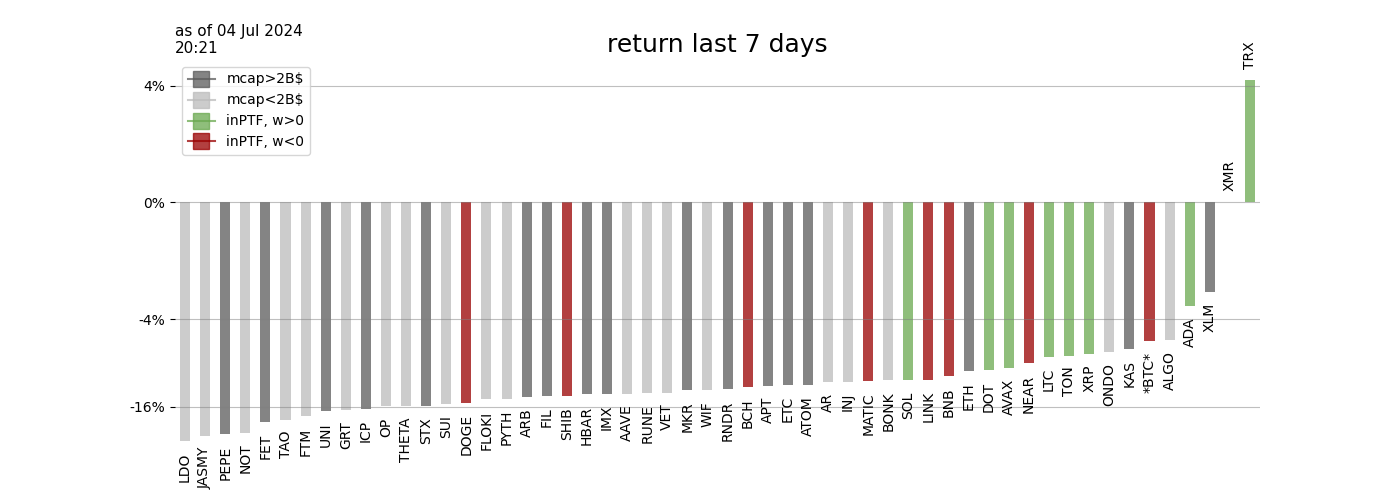 as of 04 Jul 2024
20:21
return last 7 days
mcap>2B$
mcap<2B$
inPTF, w>0
inPTF, w<0
4%
0%
-4%
-16%
LDO
JASMY
PEPE
NOT
FET
TAO
FTM
UNI
GRT
ICP
OP
THETA
STX
SUI
DOGE
FLOKI
PYTH
ARB
FIL
SHIB
HBAR
IMX
AAVE
RUNE
VET
MKR
WIF
RNDR
BCH
APT
ETC
ATOM
AR
INJ
MATIC
BONK
SOL
LINK
BNB
ETH
DOT
AVAX
NEAR
LTC
TON
XRP
ONDO
KAS
*BTC*
ALGO
ADA
XLM
XMR
TRX